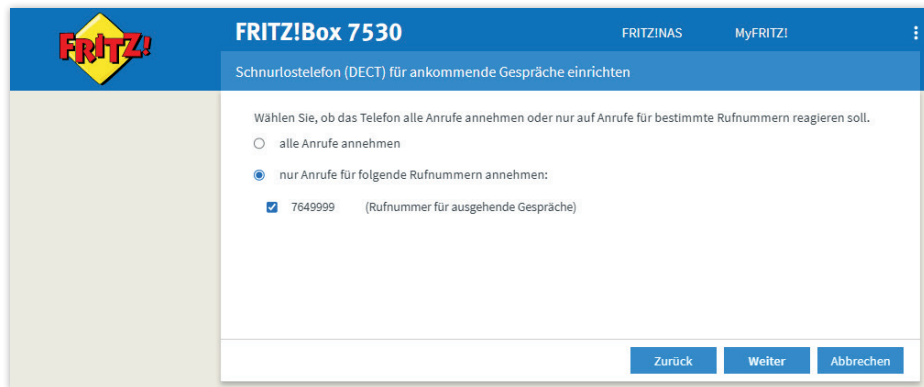 FRITZ!
FRITZ!Box 7530
FRITZ!NAS
MyFRITZ!
Schnurlostelefon (DECT) für ankommende Gespräche einrichten
Wählen Sie, ob das Telefon alle Anrufe annehmen oder nur auf Anrufe für bestimmte Rufnummern reagieren soll.
alle Anrufe annehmen
nur Anrufe für folgende Rufnummern annehmen:
7649999 (Rufnummer für ausgehende Gespräche)
Zurück Weiter Abbrechen